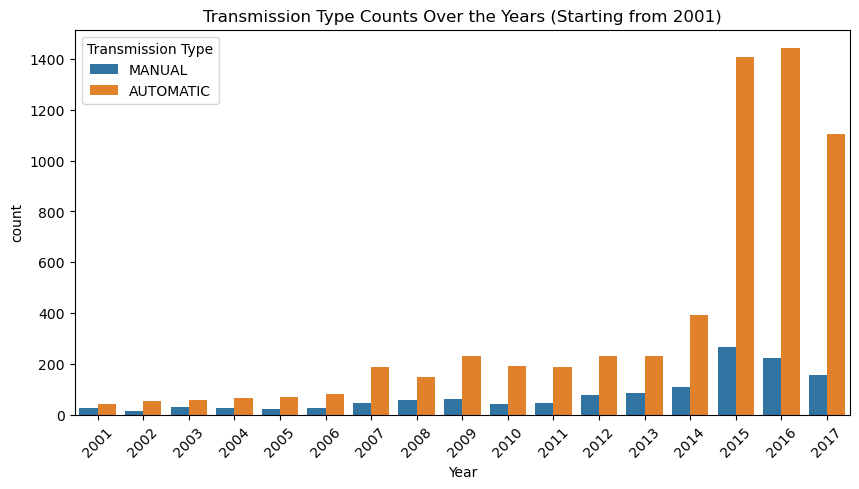 Transmission Type Counts Over the Years (Starting from 2001)
Transmission Type
MANUAL
AUTOMATIC
count
1400
1200
1000
800
600
400
200
0
2001 2002 2003 2004 2005 2006 2007 2008 2009 2010 2011 2012 2013 2014 2015 2016 2017
Year